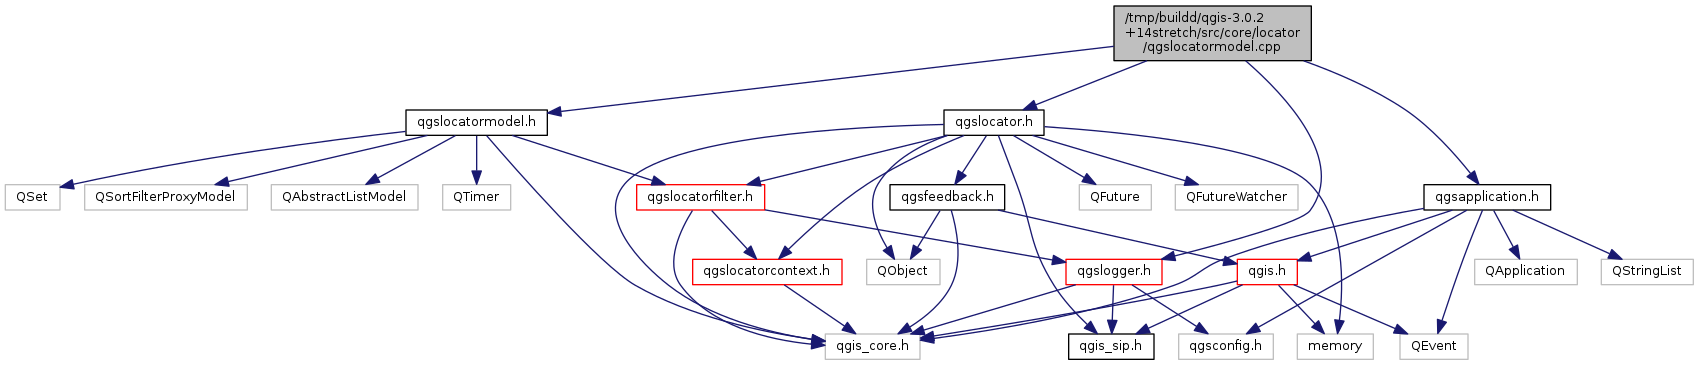 /tmp/buildd/qgis-3.0.2
+14stretch/src/core/locator
/qgslocatormodel.cpp
qgslocatormodel.h
qgslocator.h
QSet
QSortFilterProxyModel
QAbstractListModel
QTimer
qgslocatorfilter.h
qgsfeedback.h
QFuture
QFutureWatcher
qgsapplication.h
qgslocatorcontext.h
QObject
qgslogger.h
qgis.h
QApplication
QStringList
qgis_core.h
qgis_sip.h
qgsconfig.h
memory
QEvent